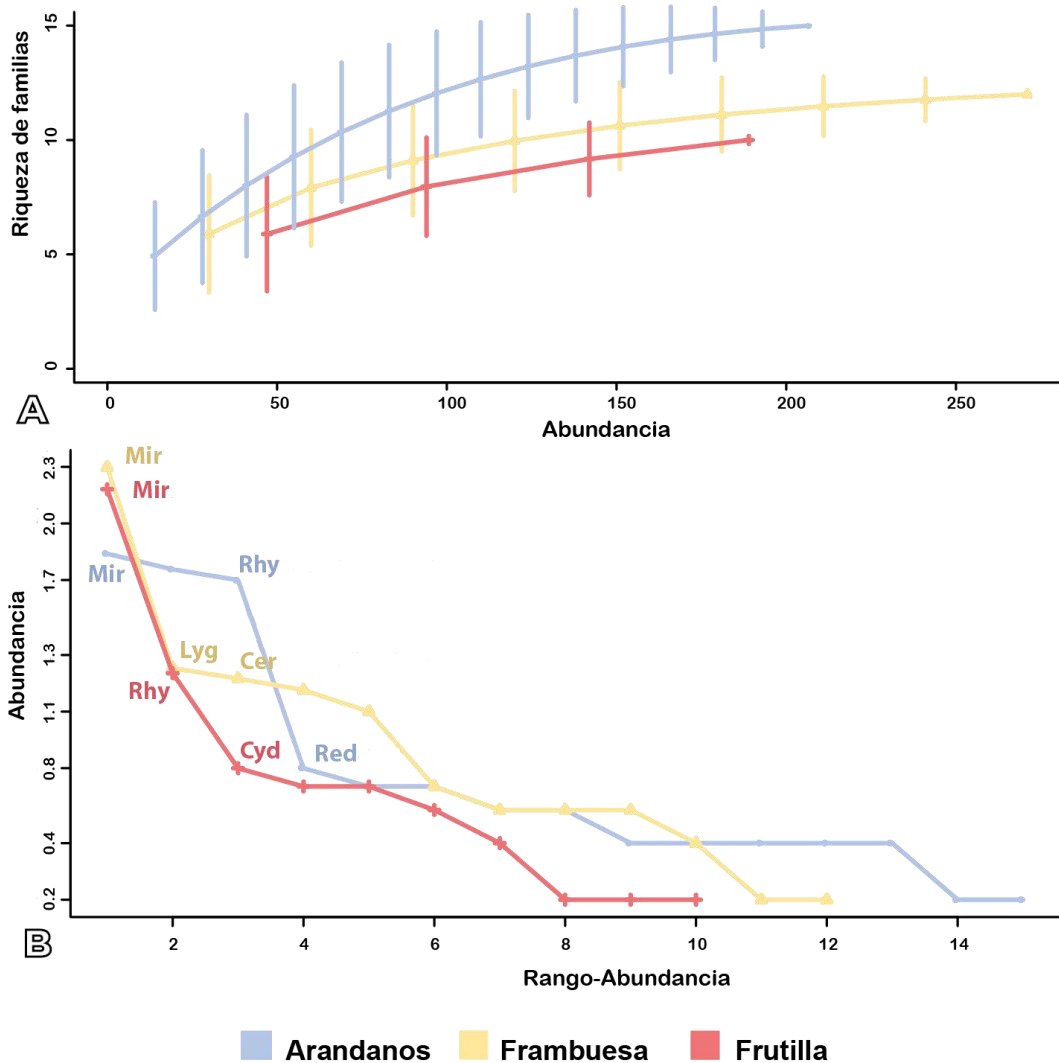 15
10
5
0
Riqueza de familias
0 50 100 150 200 250
A
Abundancia
2.3
2.0
1.7
1.3
1.1
0.8
0.4
0.2
Abundancia
Mir
Mir
Mir
Rhy
Lyg
Cer
Rhy
Cyd
Red
2 4 6 8 10 12 14
B
Rango-Abundancia
Arandanos Frambuesa Frutilla